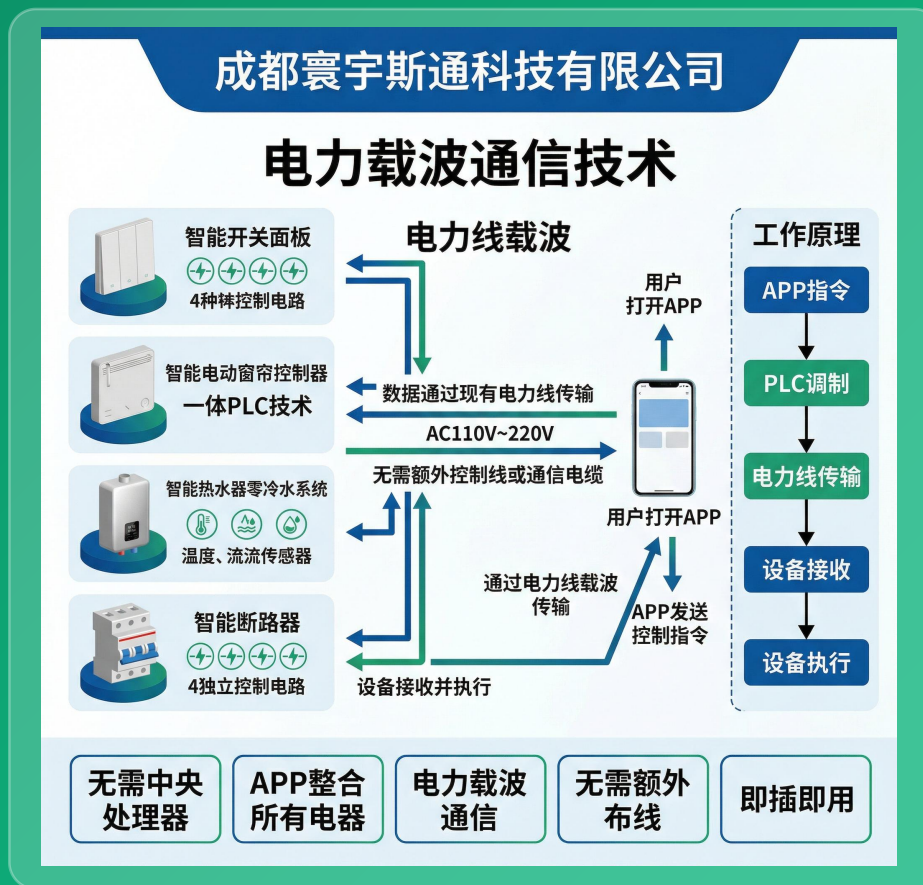 成都寰宇斯通科技有限公司
电力载波通信技术
智能开关面板
4种裤控制电路
智能电动窗帘控制器
一体PLC技术
智能热水器零冷水系统
温度、流流传感器
智能断路器
4独立控制电路
电力线载波
数据通过现有电力线传输
AC110V~220V
无需额外控制线或通信电缆
通过电力线载波
传输
设备接收并执行
用户
打开APP
用户打开APP
APP发送
控制指令
工作原理
APP指令
PLC调制
电力线传输
设备接收
设备执行
无需中央
处理器
APP整合
所有电器
电力载波
通信
无需额外
布线
即插即用